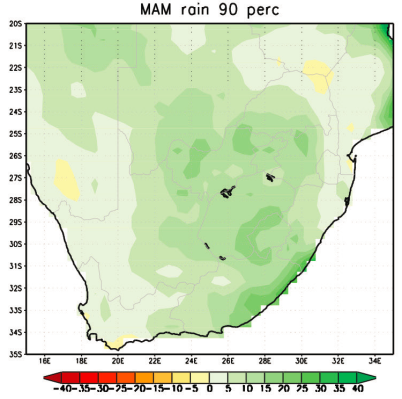 MAM rain 90 perc
20S
21S
22S
23S
24S
25S
26S
27S
28S
29S
30S
31S
32S
33S
34S
35S
16E 18E 20E 22E 24E 26E 28E 30E 32E 34E
-40 -35 -30 -25 -20 -15 -10 -5 0 5 10 15 20 25 30 35 40